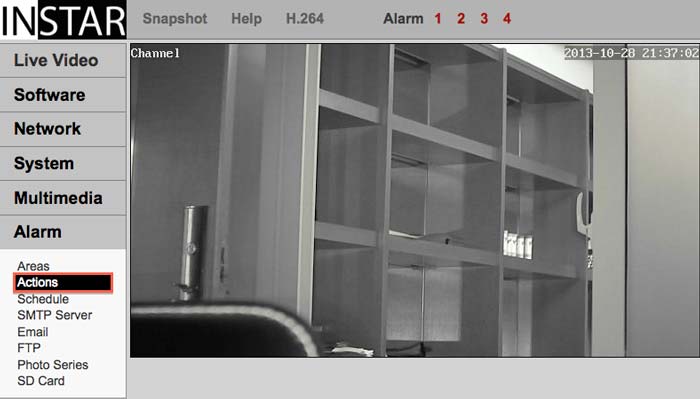 INSTAR
Snapshot Help H.264 Alarm 1 2 3 4
Live Video
Software
Network
System
Multimedia
Alarm
Areas
Actions
Schedule
SMTP Server
Email
FTP
Photo Series
SD Card
Channel
2013-10-28 21:37:02